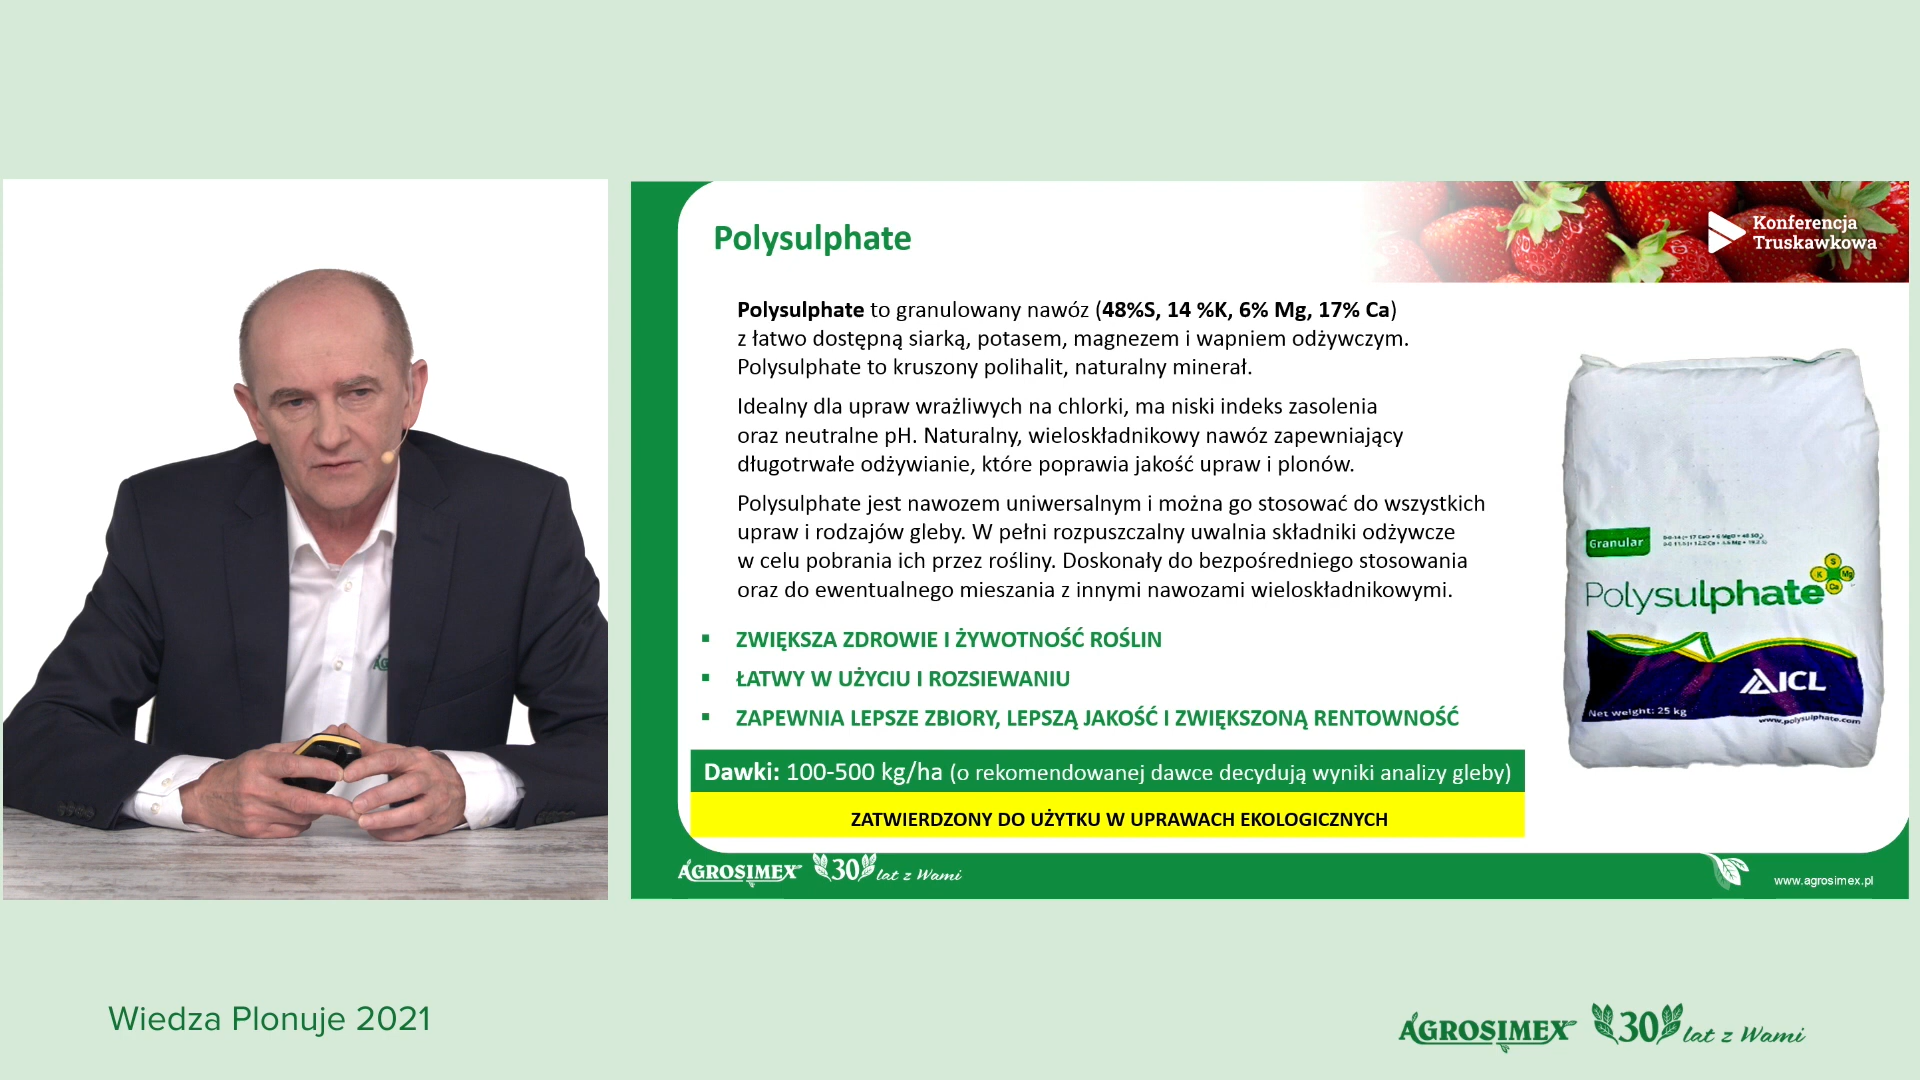 Polysulphate
Konferencja
Truskawkowa
Polysulphate to granulowany nawóz (48%S, 14 %K, 6% Mg, 17% Ca)
z łatwo dostępną siarką, potasem, magnezem i wapniem odżywczym.
Polysulphate to kruszony polihalit, naturalny minerał.
Idealny dla upraw wrażliwych na chlorki, ma niski indeks zasolenia
oraz neutralne pH. Naturalny, wieloskładnikowy nawóz zapewniający
długotrwałe odżywianie, które poprawia jakość upraw i plonów.
Polysulphate jest nawozem uniwersalnym i można go stosować do wszystkich
upraw i rodzajów gleby. W pełni rozpuszczalny uwalnia składniki odżywcze
w celu pobrania ich przez rośliny. Doskonały do bezpośredniego stosowania
oraz do ewentualnego mieszania z innymi nawozami wieloskładnikowymi.
▪ ZWIĘKSZA ZDROWIE I ŻYWOTNOŚĆ ROŚLIN
▪ ŁATWY W UŻYCIU I ROZSIEWANIU
▪ ZAPEWNIA LEPSZE ZBIORY, LEPSZĄ JAKOŚĆ I ZWIĘKSZONĄ RENTOWNOŚĆ
Dawki: 100-500 kg/ha (o rekomendowanej dawce decydują wyniki analizy gleby)
ZATWIERDZONY DO UŻYTKU W UPRAWACH EKOLOGICZNYCH
Granular
Polysulphate
S
K
Mg
Ca
ICL
Net weight: 25 kg
www.polysulphate.com
AGROSIMEX 30 lat z Wami
www.agrosimex.pl
Wiedza Plonuje 2021
AGROSIMEX 30 lat z Wami